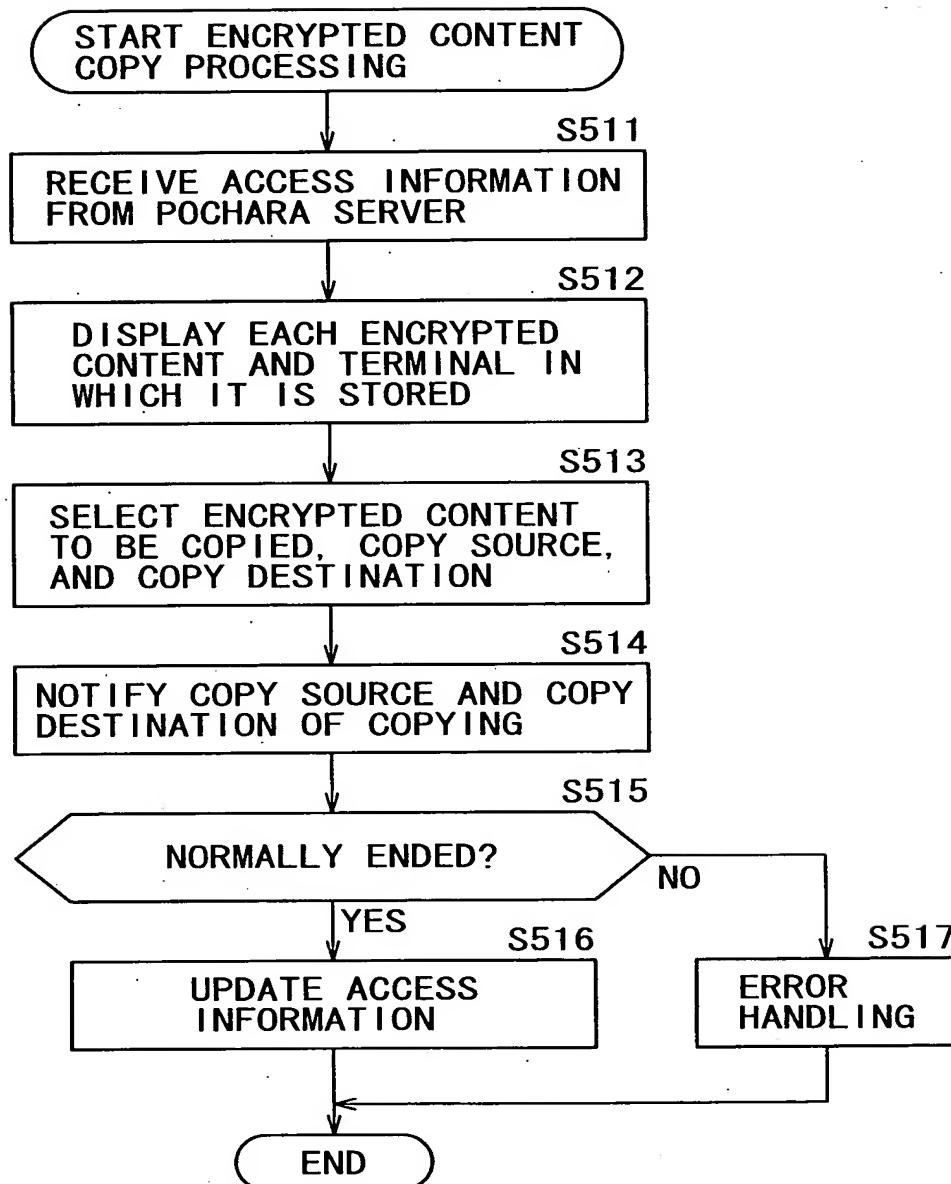 START ENCRYPTED CONTENT
COPY PROCESSING
S511
RECEIVE ACCESS INFORMATION
FROM POCHARA SERVER
S512
DISPLAY EACH ENCRYPTED
CONTENT AND TERMINAL IN
WHICH IT IS STORED
S513
SELECT ENCRYPTED CONTENT
TO BE COPIED, COPY SOURCE,
AND COPY DESTINATION
S514
NOTIFY COPY SOURCE AND COPY
DESTINATION OF COPYING
S515
NORMALLY ENDED?
NO
YES
S516
UPDATE ACCESS
INFORMATION
S517
ERROR
HANDLING
END